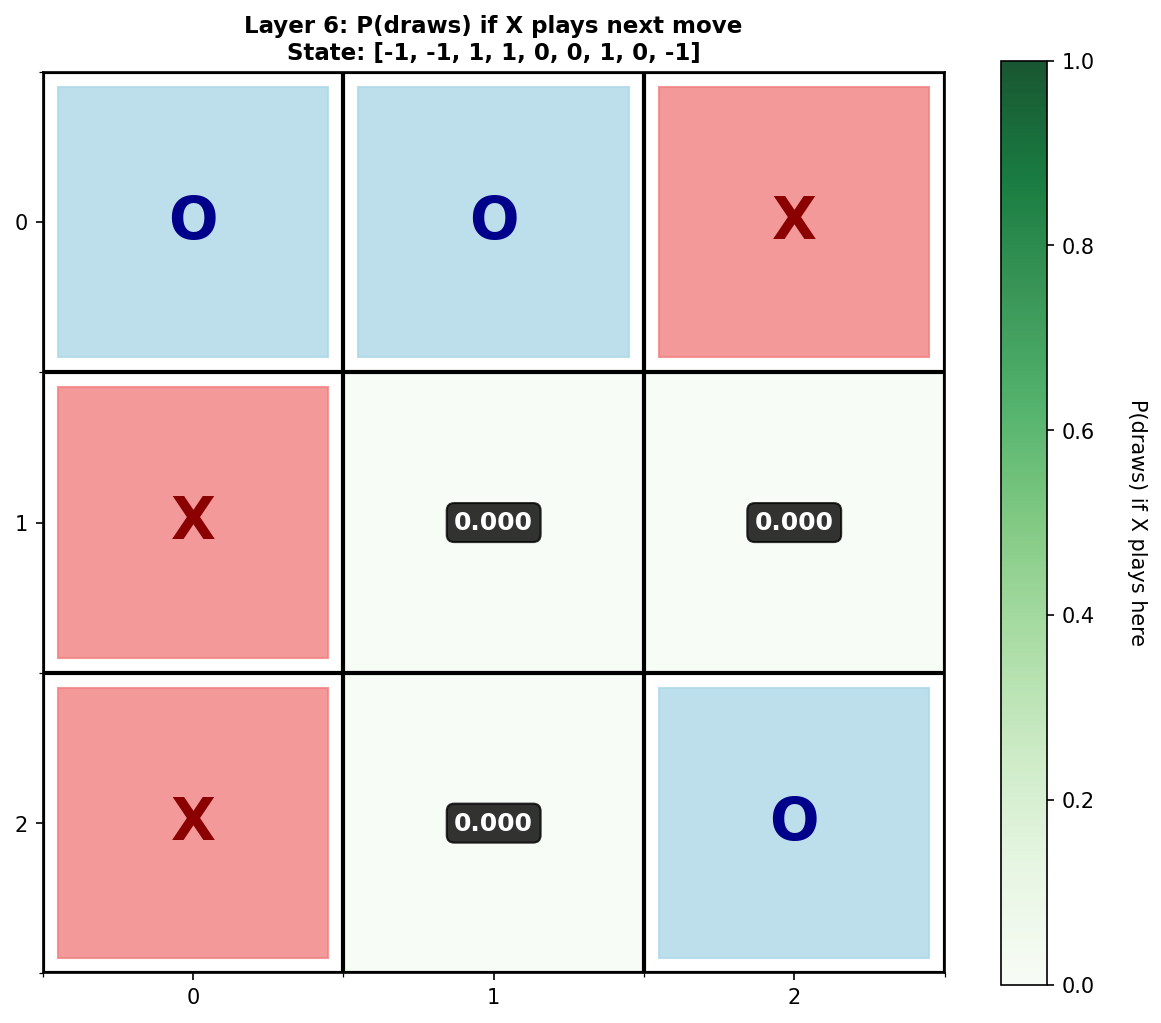 Layer 6: P(draws) if X plays next move
State: [-1, -1, 1, 1, 0, 0, 1, 0, -1]
O
O
X
X
0.000
0.000
X
0.000
O
0
1
2
0
1
2
1.0
0.8
0.6
0.4
0.2
0.0
P(draws) if X plays here